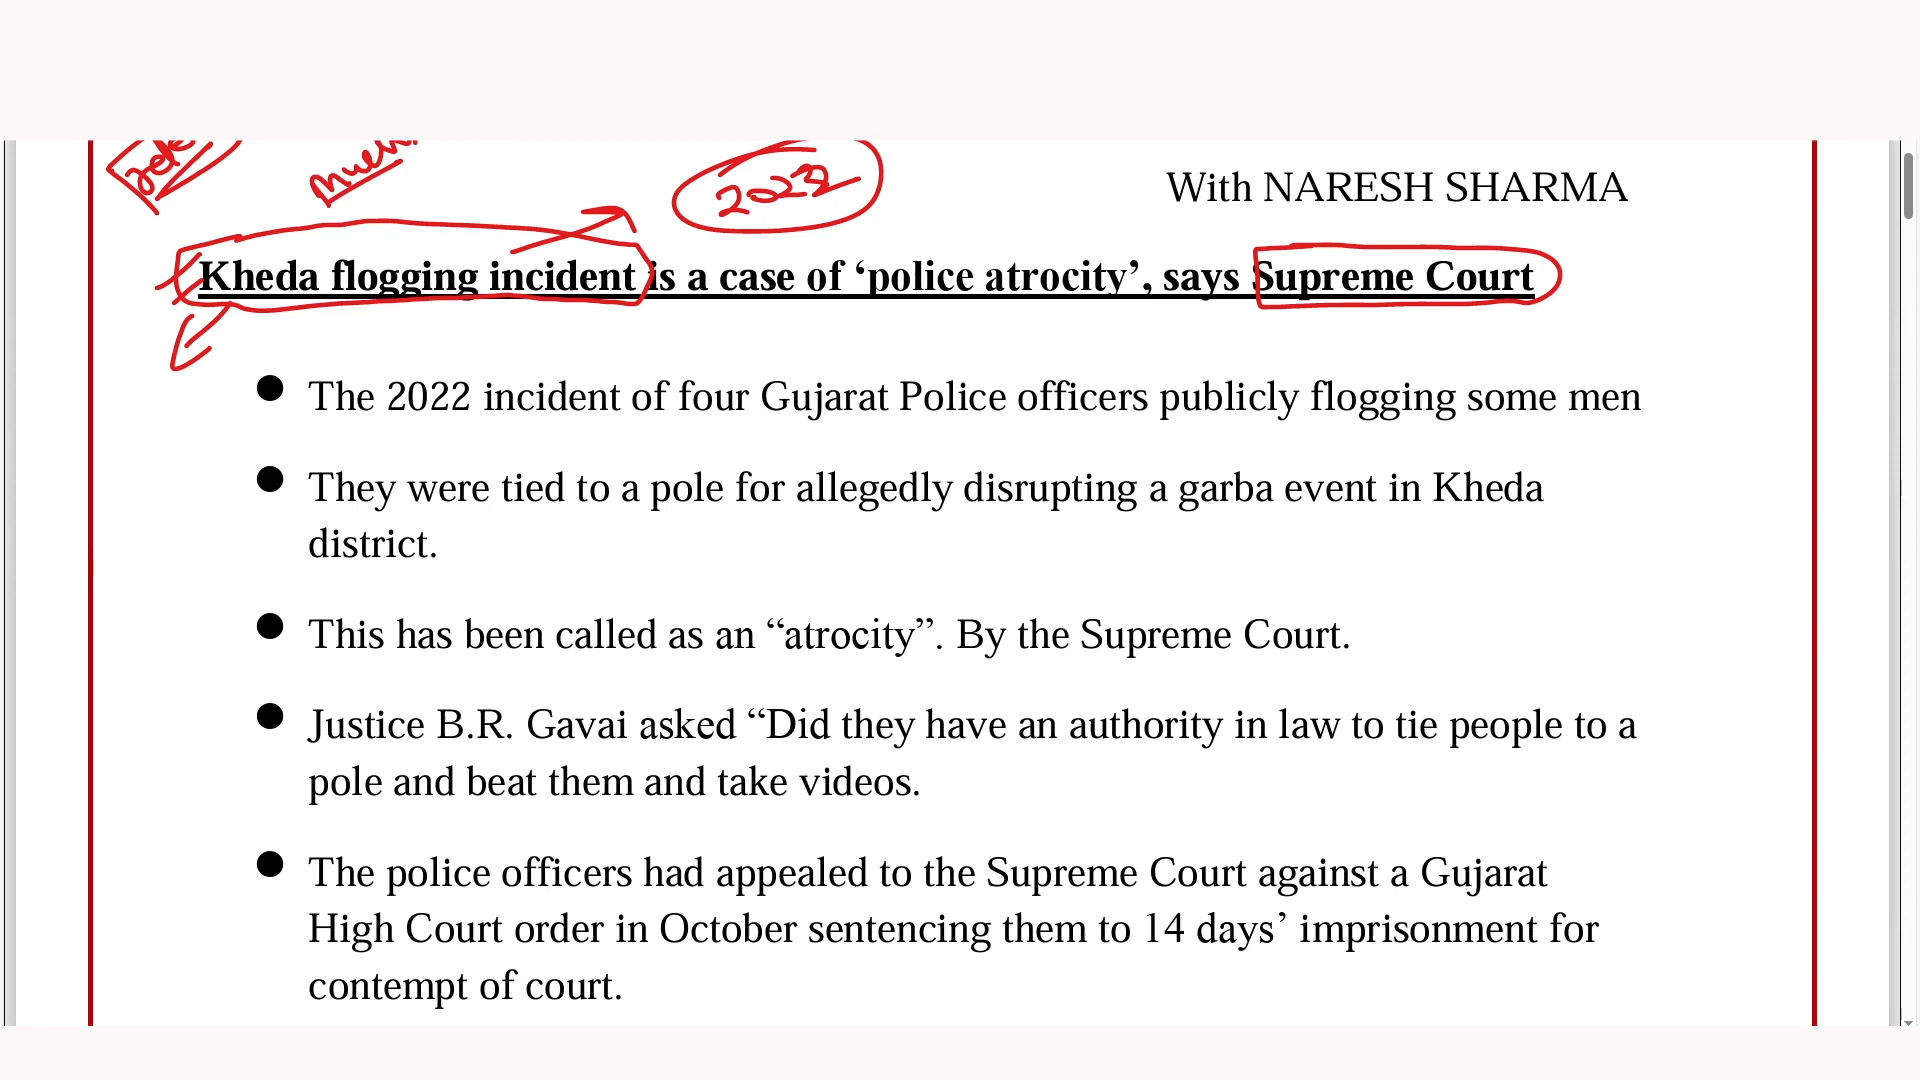 2022
With NARESH SHARMA
Kheda flogging incident is a case of ‘police atrocity’, says Supreme Court
● The 2022 incident of four Gujarat Police officers publicly flogging some men
● They were tied to a pole for allegedly disrupting a garba event in Kheda
district.
● This has been called as an “atrocity”. By the Supreme Court.
● Justice B.R. Gavai asked “Did they have an authority in law to tie people to a
pole and beat them and take videos.
● The police officers had appealed to the Supreme Court against a Gujarat
High Court order in October sentencing them to 14 days’ imprisonment for
contempt of court.